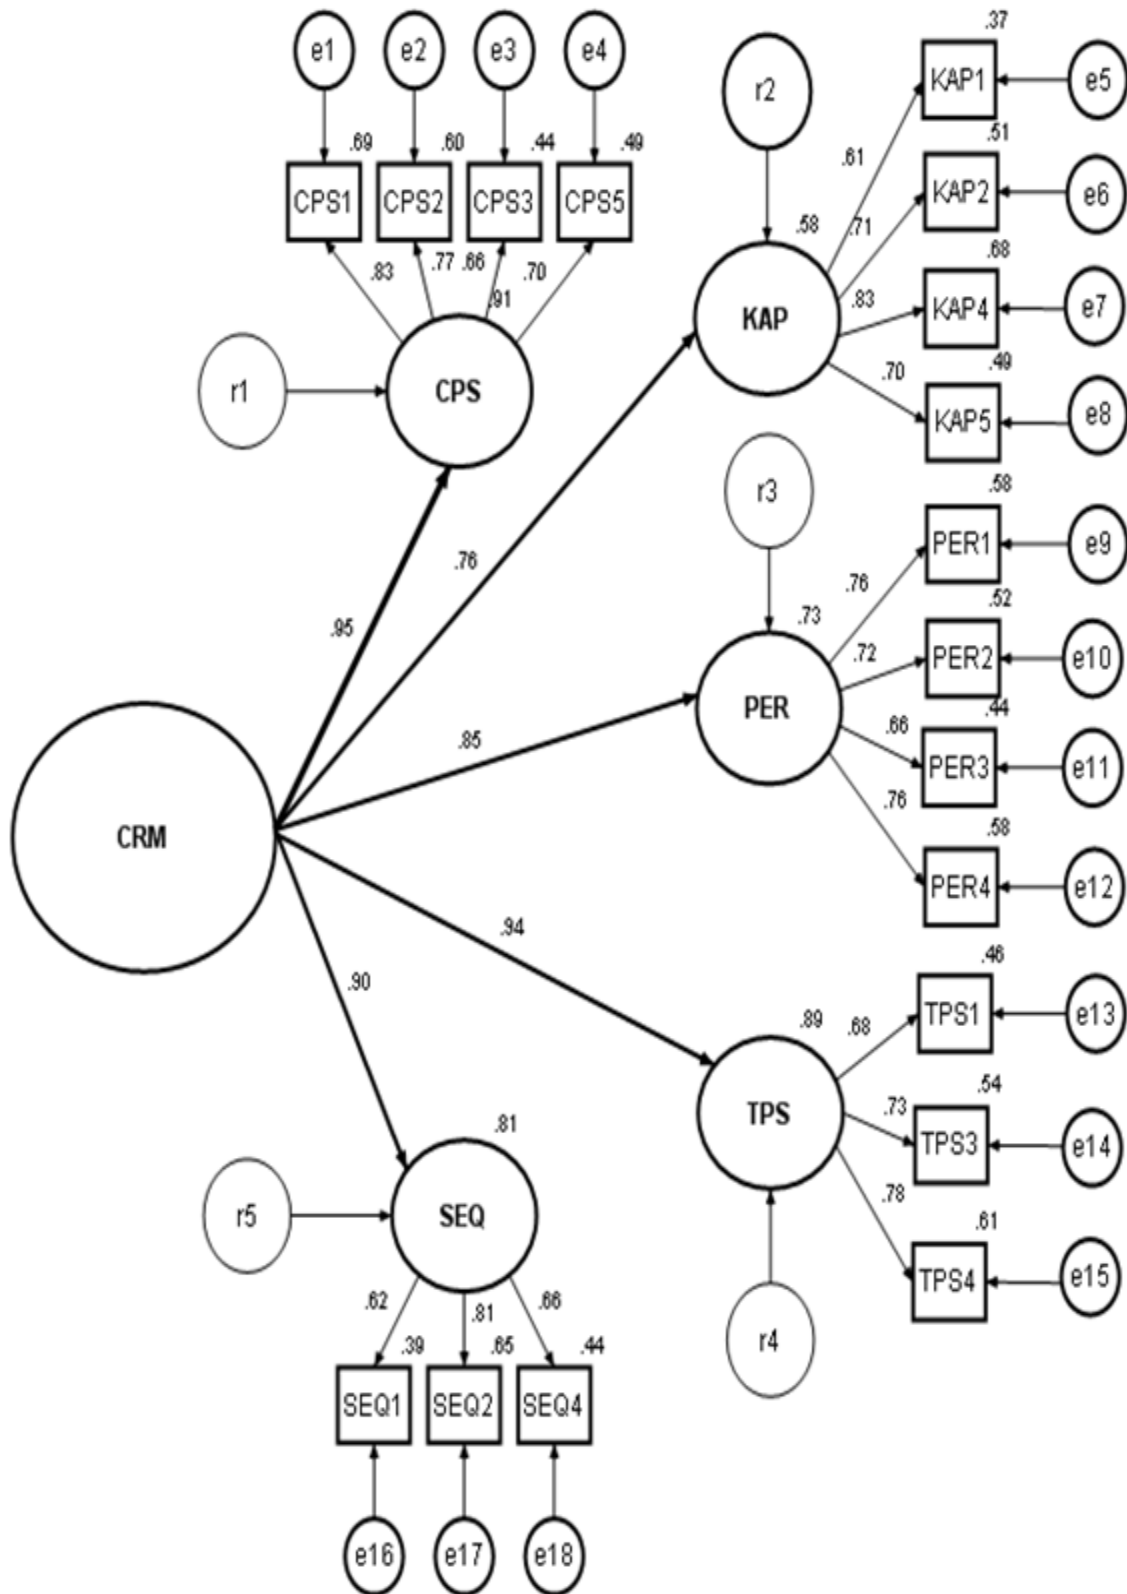 e1 e2 e3 e4
.69 .60 .44 .49
CPS1 CPS2 CPS3 CPS5
.83 .77 .66 .70
.91
CPS
r1
r2
.58
KAP
.61
.71
.83
.70
.37
KAP1 e5
.51
KAP2 e6
.68
KAP4 e7
.49
KAP5 e8
r3
.73
PER
.76
.72
.66
.76
.58
PER1 e9
.52
PER2 e10
.44
PER3 e11
.58
PER4 e12
.95
.76
.85
.94
.90
CRM
.89
TPS
r4
.68
.73
.78
.46
TPS1 e13
.54
TPS3 e14
.61
TPS4 e15
.81
SEQ
r5
.62 .81 .66
.39 .65 .44
SEQ1 SEQ2 SEQ4
e16 e17 e18